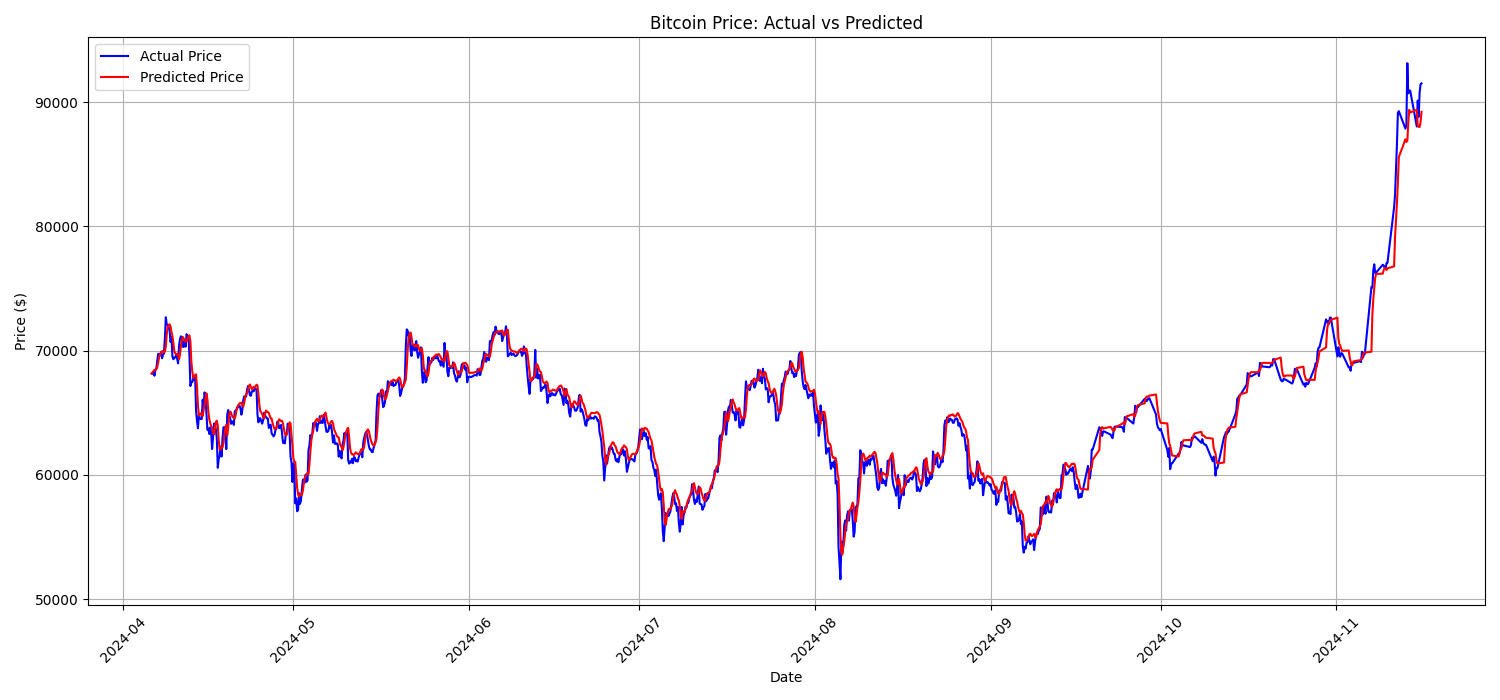 Bitcoin Price: Actual vs Predicted
Actual Price
Predicted Price
Price ($)
90000
80000
70000
60000
50000
2024-04
2024-05
2024-06
2024-07
2024-08
2024-09
2024-10
2024-11
Date